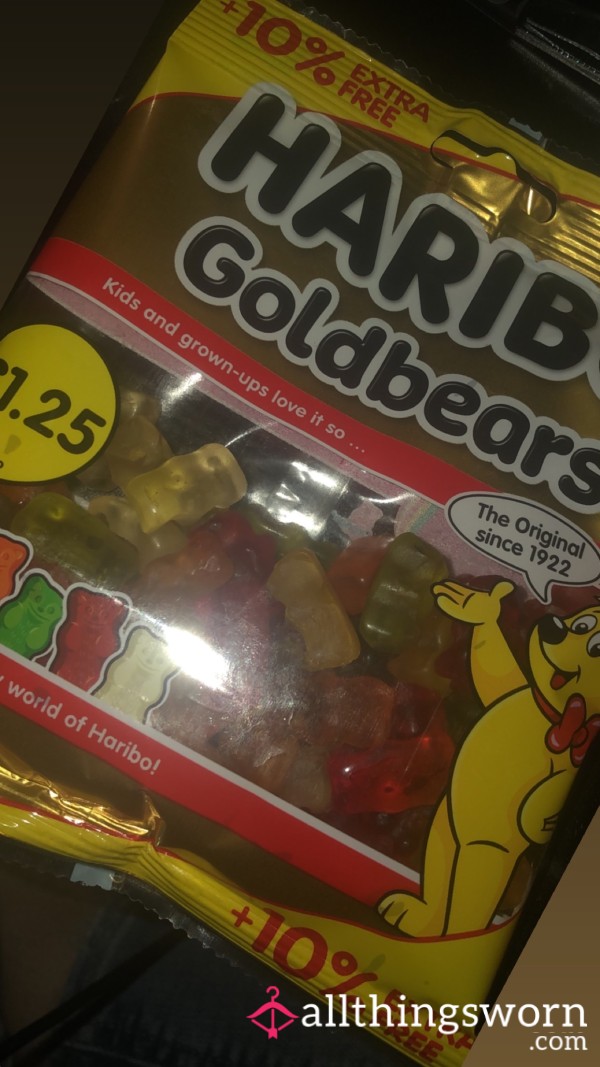 +10% EXTRA
FREE
HARIB
Goldbears
Kids and grown-ups love it so ...
1.25
The Original
since 1922
world of Haribo!
+10%
allthingsworn
.com